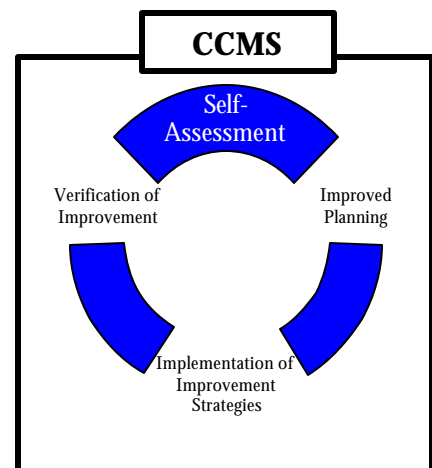 CCMS
Self-
Assessment
Verification of
Improvement
Improved
Planning
Implementation of
Improvement
Strategies